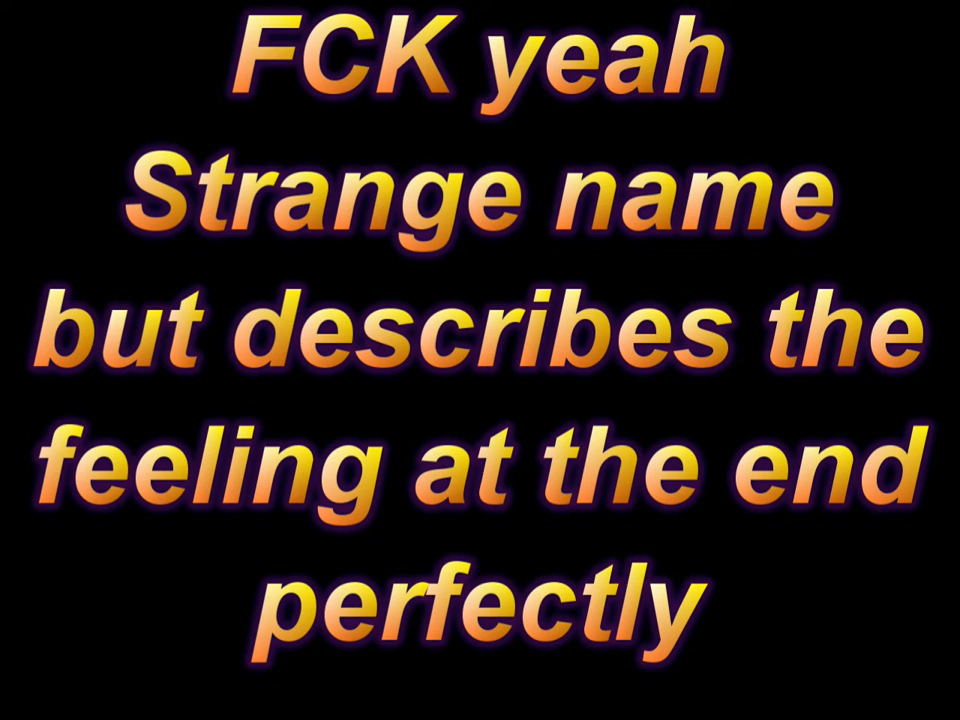 FCK yeah
Strange name
but describes the
feeling at the end
perfectly